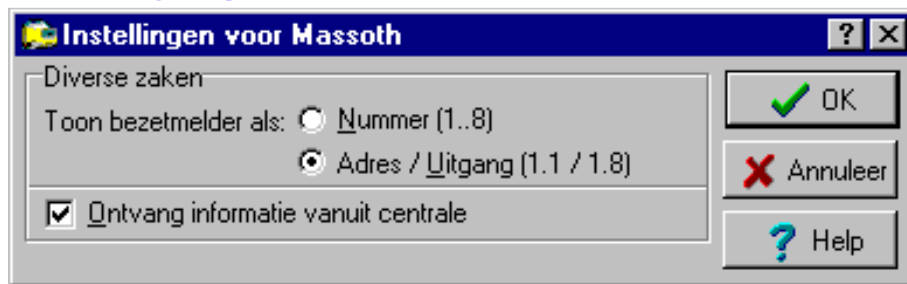 Instellingen voor Massoth
Diverse zaken
Toon bezetmelder als: Nummer (1..8)
Adres / Uitgang (1.1 / 1.8)
Ontvang informatie vanuit centrale
OK
Annuleer
Help